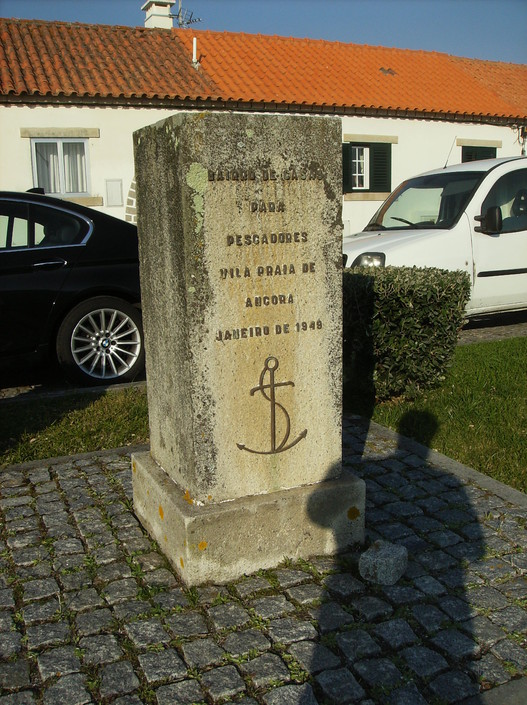 BAIRRO DE CASAS
PARA
PESCADORES
VILA PRAIA DE
ANCORA
JANEIRO DE 1949